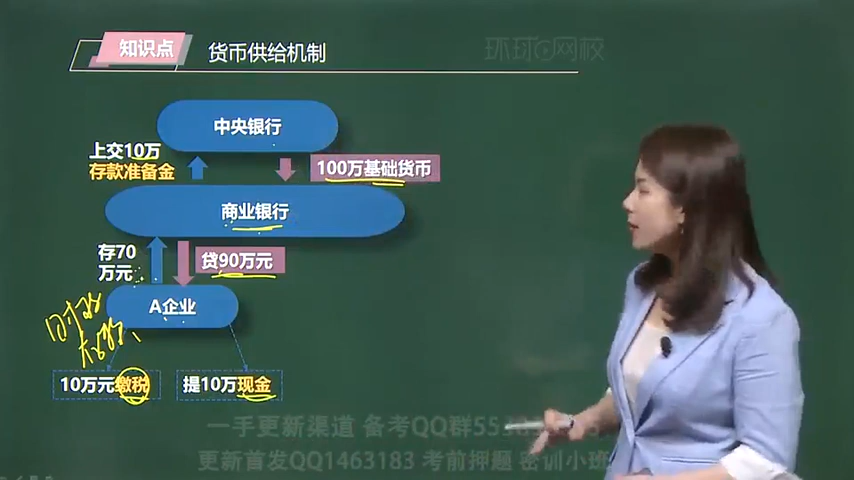 知识点
货币供给机制
环球网校
中央银行
上交10万
存款准备金
100万基础货币
商业银行
存70
万元
贷90万元
A企业
10万元缴税
提10万现金
一手更新渠道 备考QQ群55
更新首发QQ1463183 考前押题 密训小班